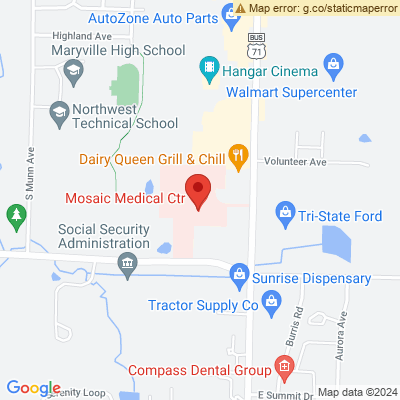 Map error: g.co/staticmaperror
AutoZone Auto Parts
Highland Ave
BUS
71
Maryville High School
Hangar Cinema
Walmart Supercenter
Northwest
Technical School
S Munn Ave
Dairy Queen Grill & Chill
Volunteer Ave
Mosaic Medical Ctr
Tri-State Ford
Social Security
Administration
Sunrise Dispensary
Tractor Supply Co
Burris Rd
Aurora Ave
Compass Dental Group
Google
erenity Loop
E Summit Dr
Map data ©2024